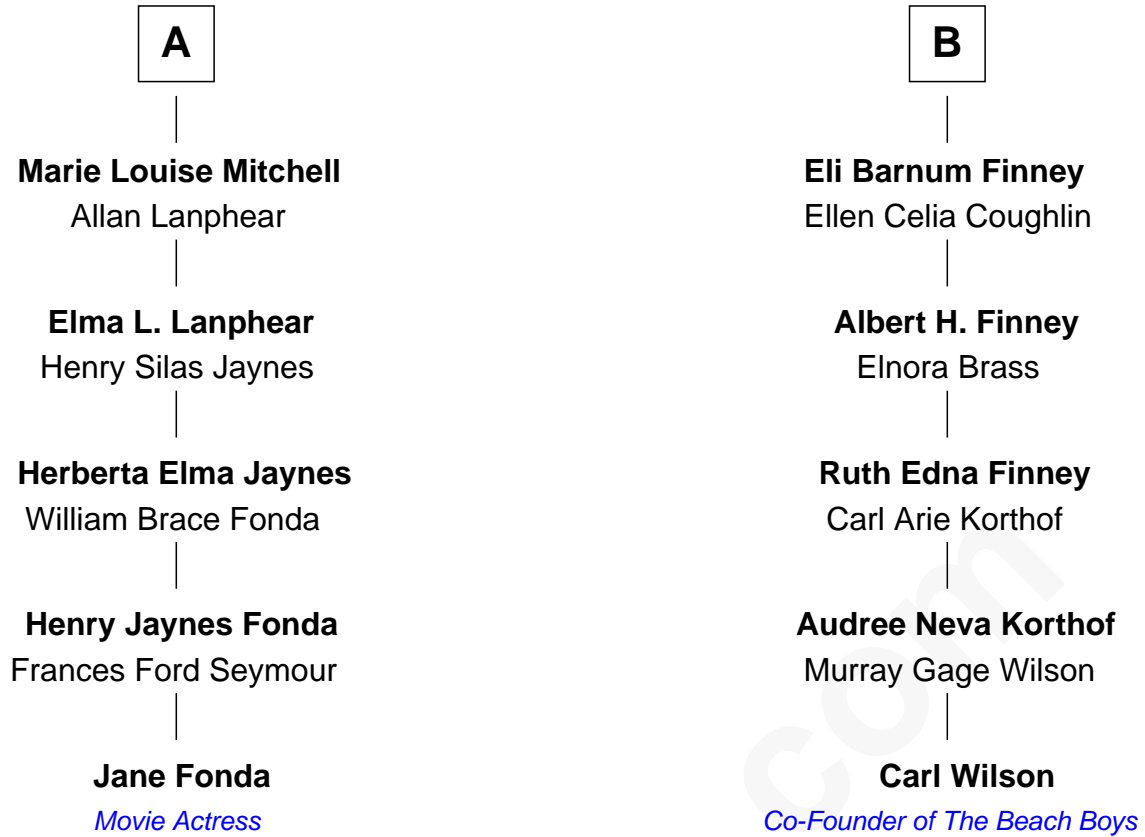 A
Marie Louise Mitchell
Allan Lanphear
Elma L. Lanphear
Henry Silas Jaynes
Herberta Elma Jaynes
William Brace Fonda
Henry Jaynes Fonda
Frances Ford Seymour
Jane Fonda
Movie Actress
B
Eli Barnum Finney
Ellen Celia Coughlin
Albert H. Finney
Elnora Brass
Ruth Edna Finney
Carl Arie Korthof
Audree Neva Korthof
Murray Gage Wilson
Carl Wilson
Co-Founder of The Beach Boys
com